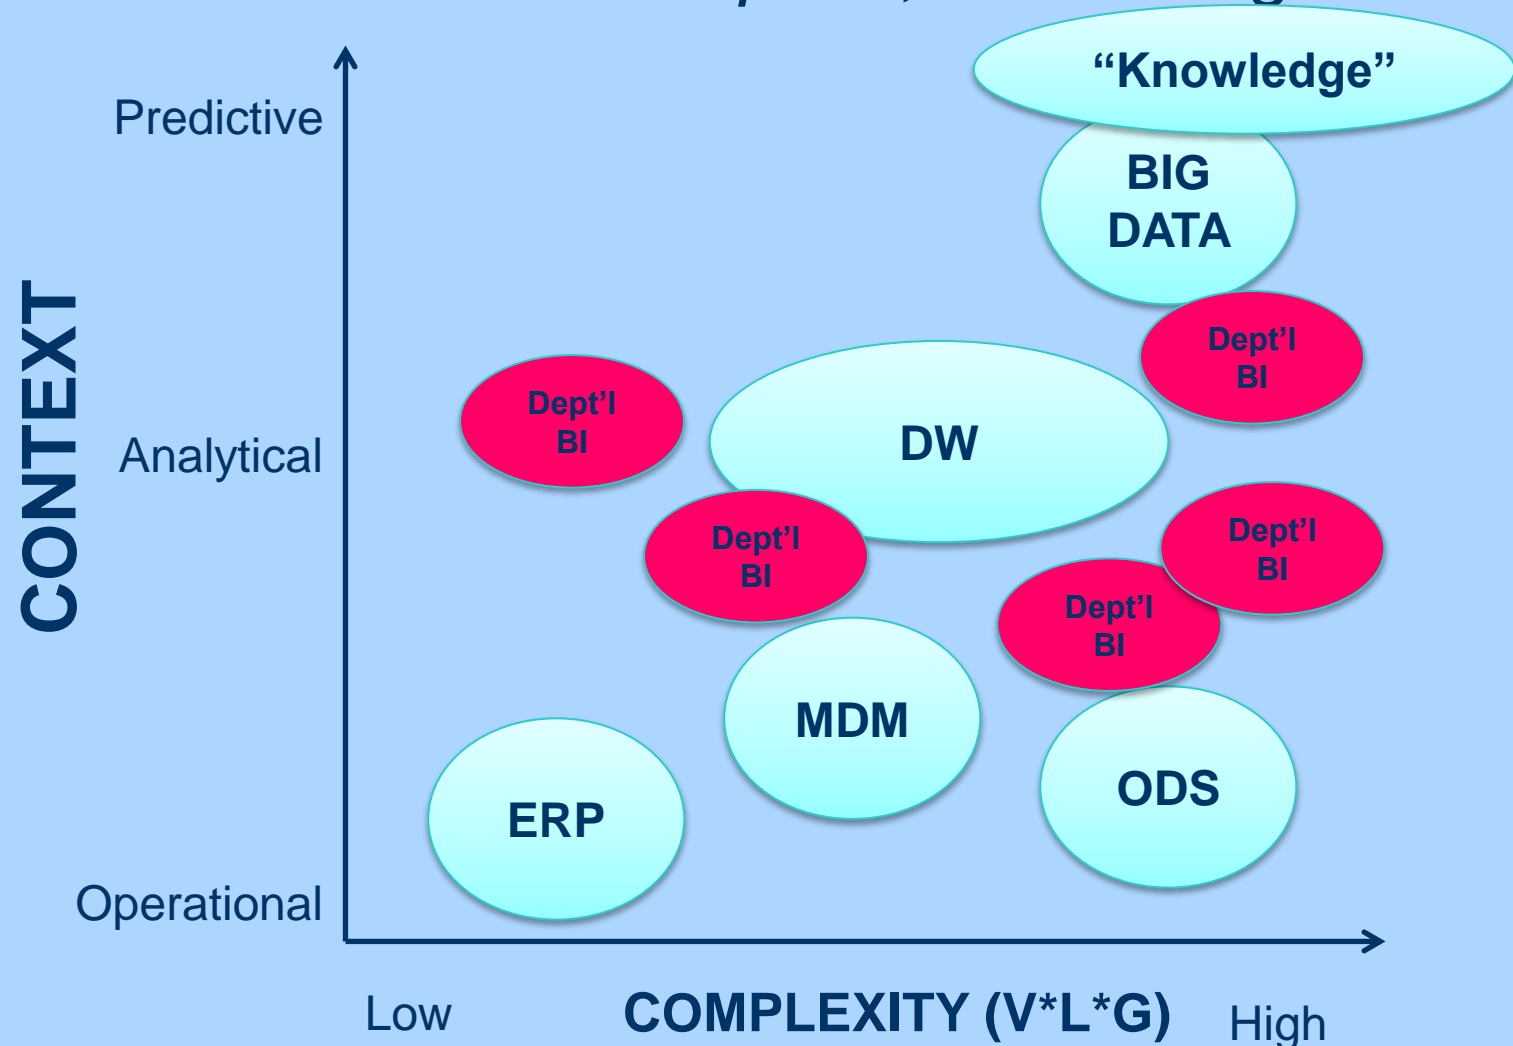 “Knowledge”
Predictive
BIG
DATA
Dept’l
BI
Dept’l
BI
DW
Analytical
CONTEXT
Dept’l
BI
Dept’l
BI
Dept’l
BI
MDM
ODS
ERP
Operational
Low
COMPLEXITY (V*L*G)
High